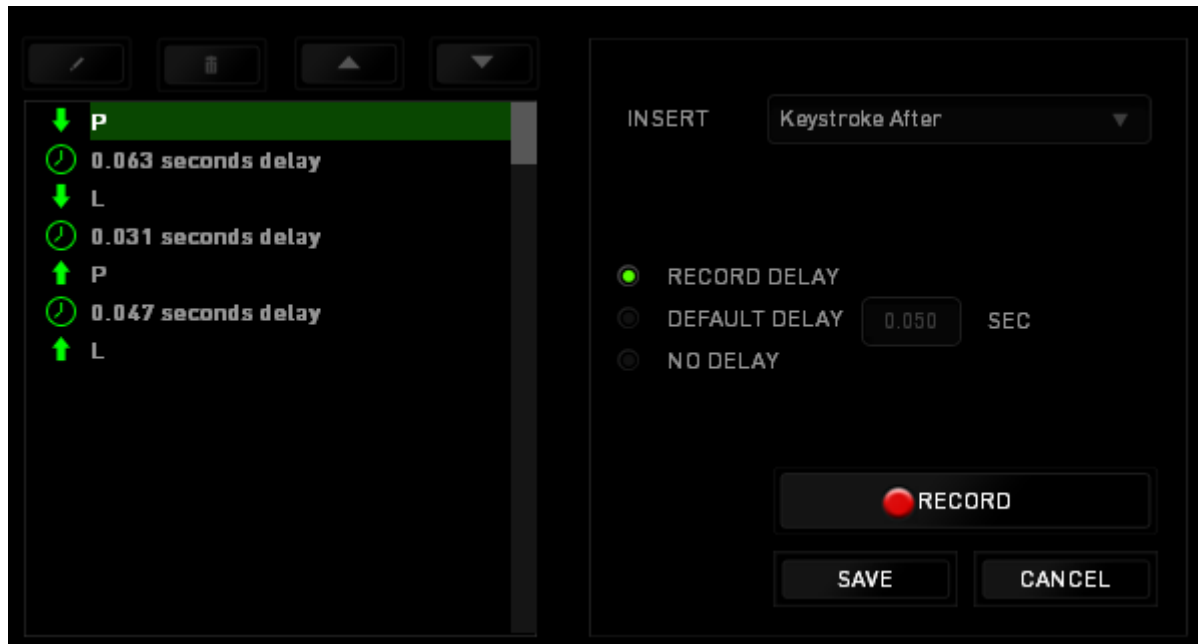 P
0.063 seconds delay
L
0.031 seconds delay
P
0.047 seconds delay
L
INSERT Keystroke After
RECORD DELAY
DEFAULT DELAY 0.050 SEC
NO DELAY
RECORD
SAVE CANCEL